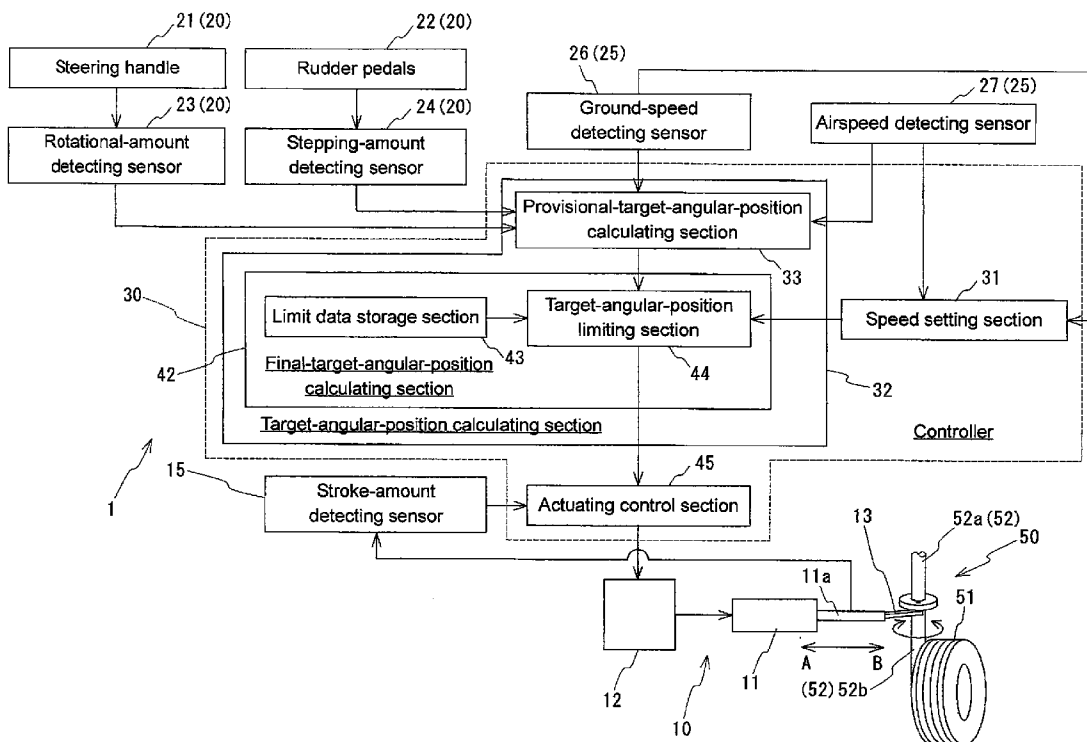 21(20)
22(20)
26(25)
27(25)
Steering handle
Rudder pedals
Ground-speed
detecting sensor
Airspeed detecting sensor
23(20)
24(20)
Rotational-amount
detecting sensor
Stepping-amount
detecting sensor
Provisional-target-angular-position
calculating section
33
30
31
Limit data storage section
43
Target-angular-position
limiting section
44
Speed setting section
42
Final-target-angular-position
calculating section
32
Target-angular-position calculating section
Controller
1
15
45
Stroke-amount
detecting sensor
Actuating control section
52a(52)
13
50
11a
51
12
11
A
B
10
(52)52b